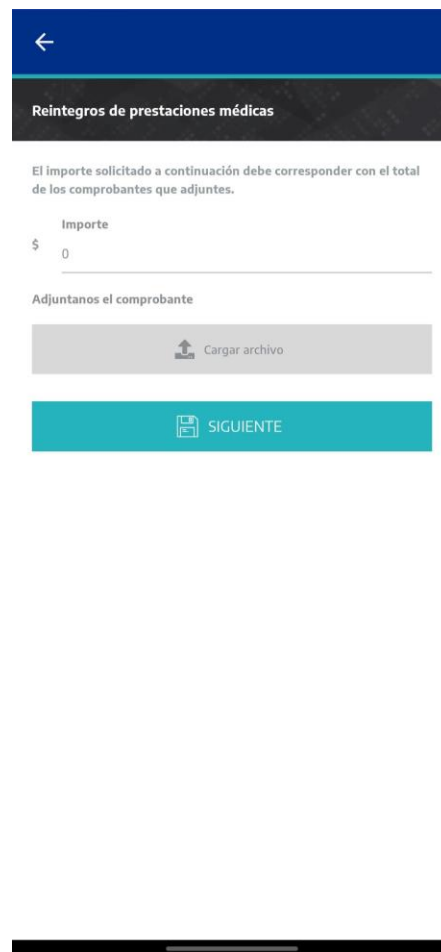 Reintegros de prestaciones médicas
El importe solicitado a continuación debe corresponder con el total
de los comprobantes que adjuntes.
Importe
$
0
Adjuntanos el comprobante
Cargar archivo
SIGUIENTE